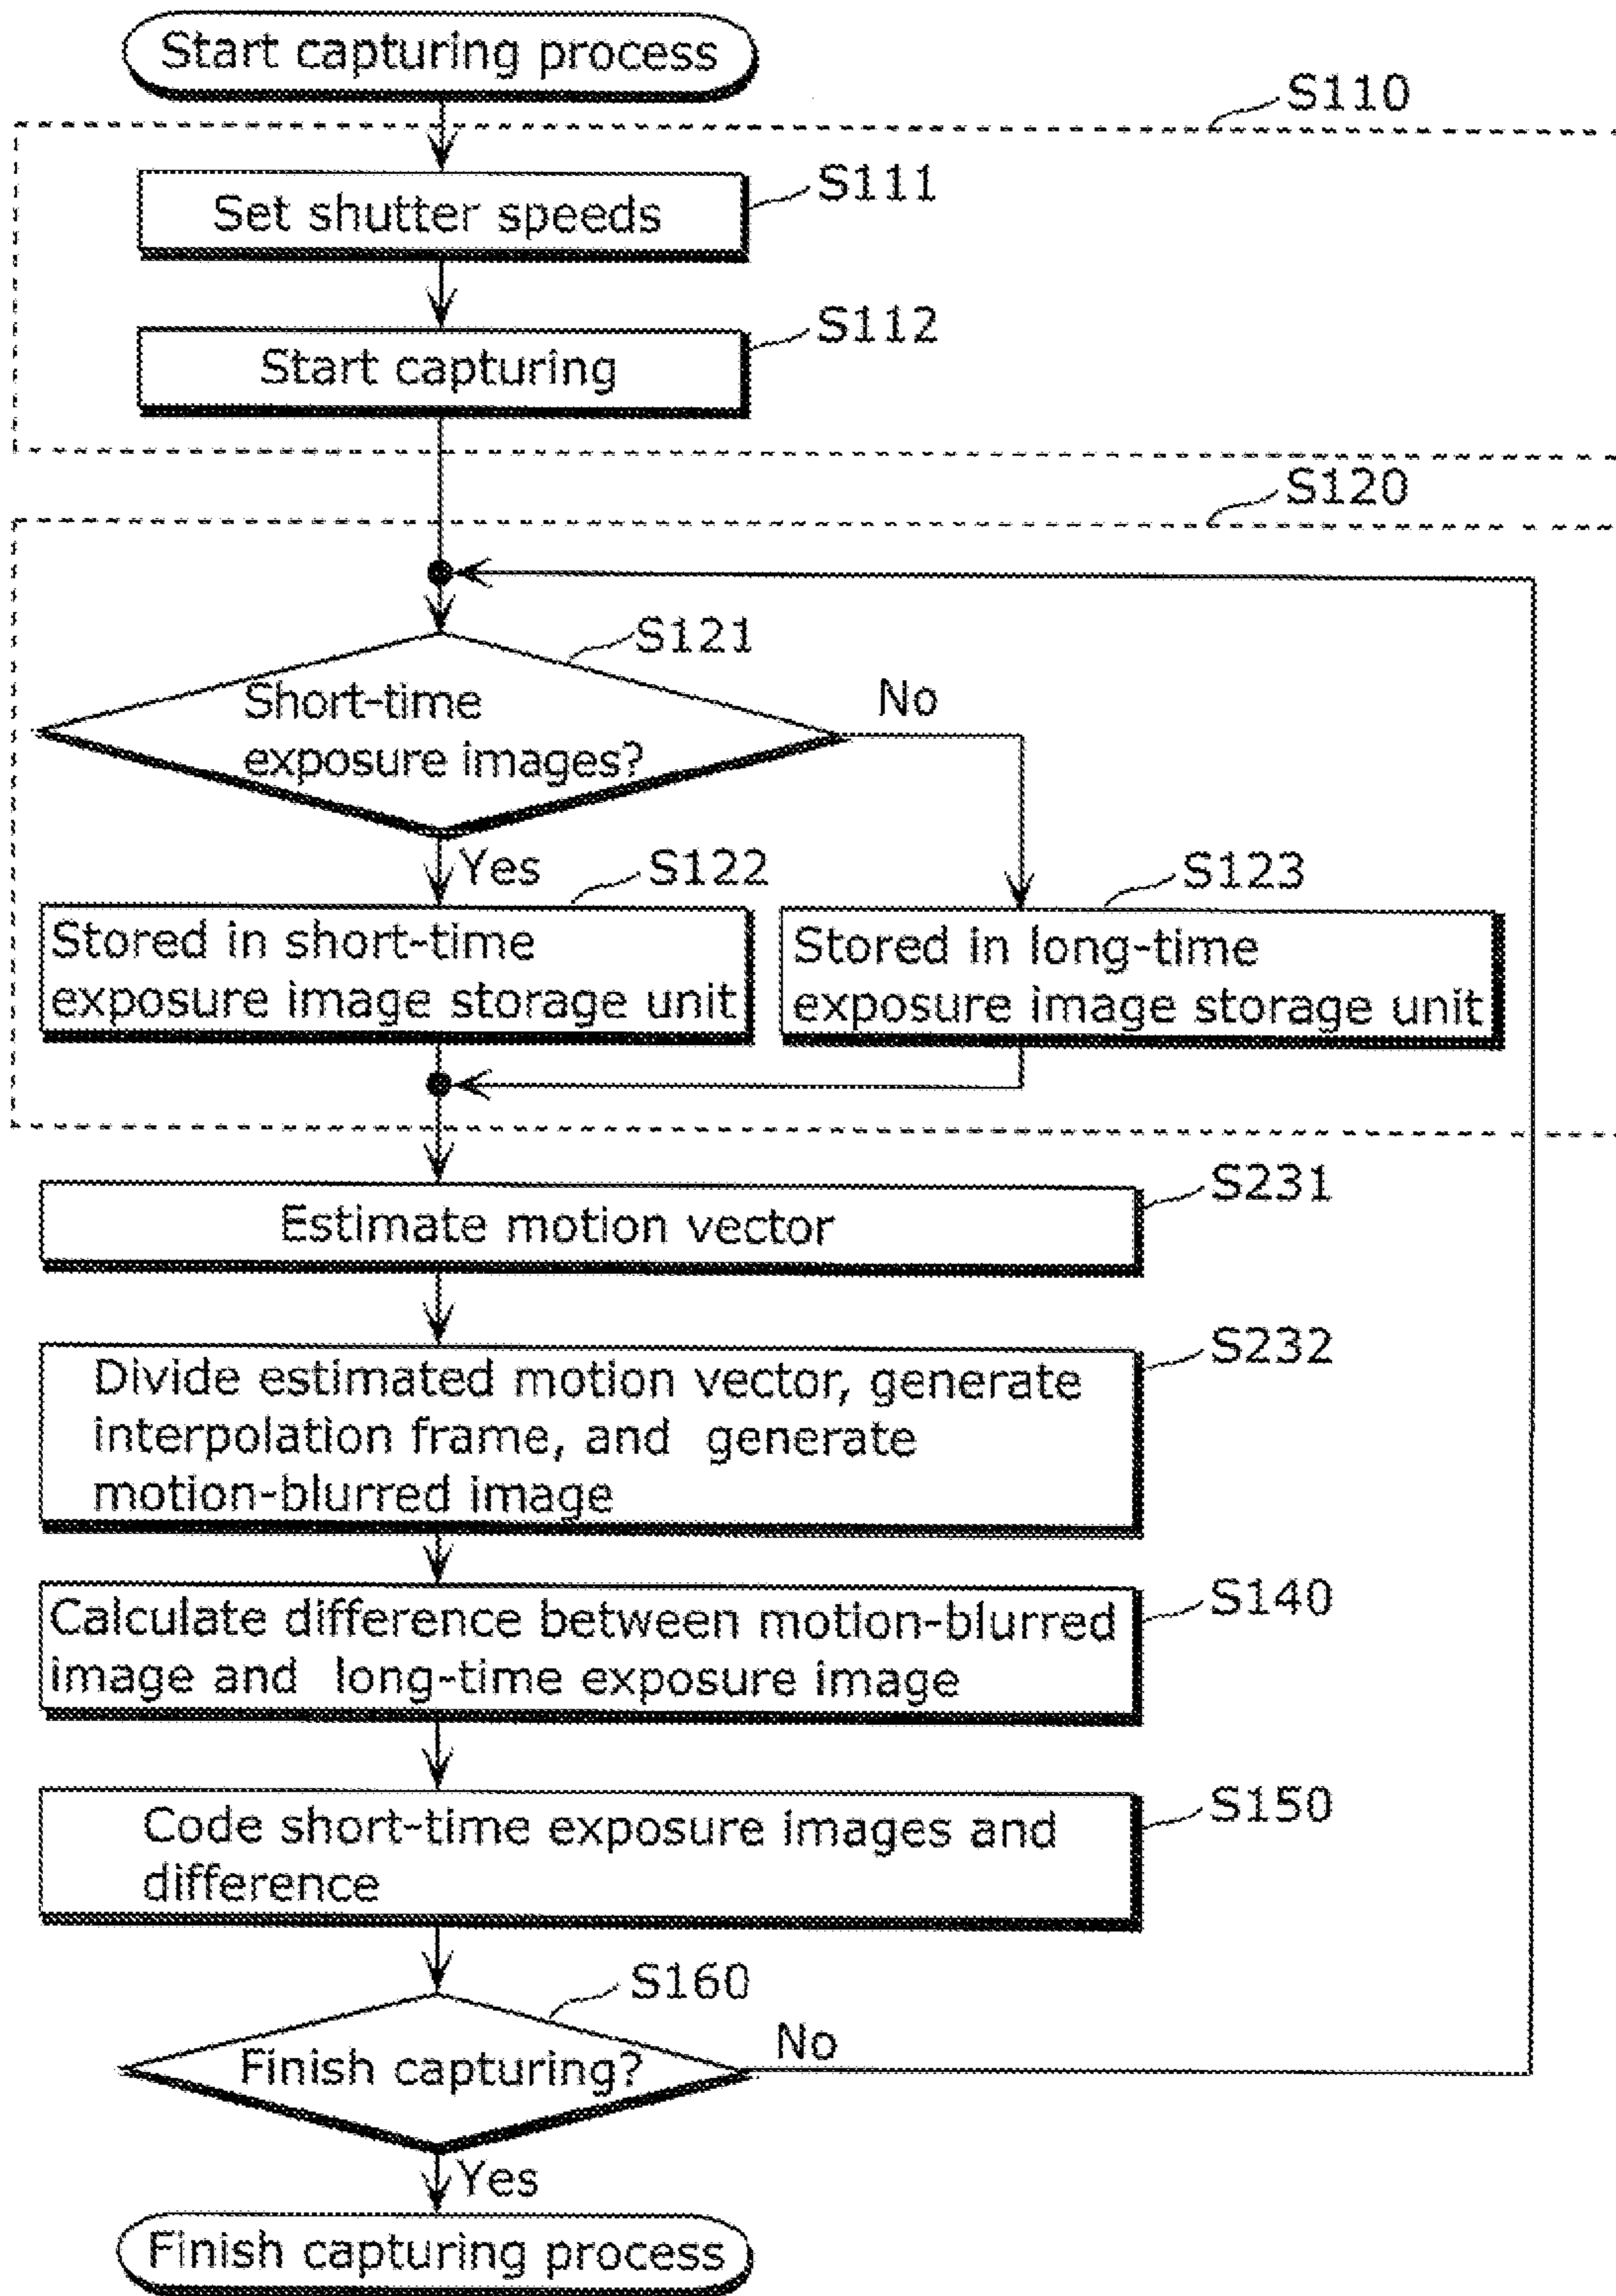 Start capturing process
S110
S111
Set shutter speeds
S112
Start capturing
S120
S121
Short-time
exposure images?
No
Yes
S122
S123
Stored in short-time
exposure image storage unit
Stored in long-time
exposure image storage unit
S231
Estimate motion vector
S232
Divide estimated motion vector, generate
interpolation frame, and generate
motion-blurred image
S140
Calculate difference between motion-blurred
image and long-time exposure image
S150
Code short-time exposure images and
difference
S160
Finish capturing?
No
Yes
Finish capturing process